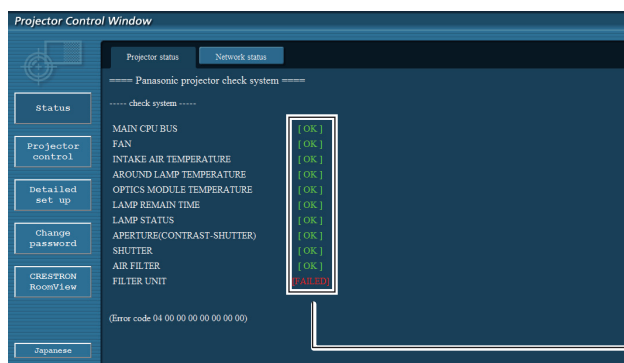 Projector Control Window
Projector status
Network status
==== Panasonic projector check system ====
Status
----- check system -----
MAIN CPU BUS [ OK ]
Projector control
FAN [ OK ]
INTAKE AIR TEMPERATURE [ OK ]
AROUND LAMP TEMPERATURE [ OK ]
Detailed set up
OPTICS MODULE TEMPERATURE [ OK ]
LAMP REMAIN TIME [ OK ]
LAMP STATUS [ OK ]
Change password
APERTURE(CONTRAST-SHUTTER) [ OK ]
SHUTTER [ OK ]
AIR FILTER [ OK ]
CRESTRON RoomView
FILTER UNIT [FAILED]
(Error code 04 00 00 00 00 00 00 00)
Japanese